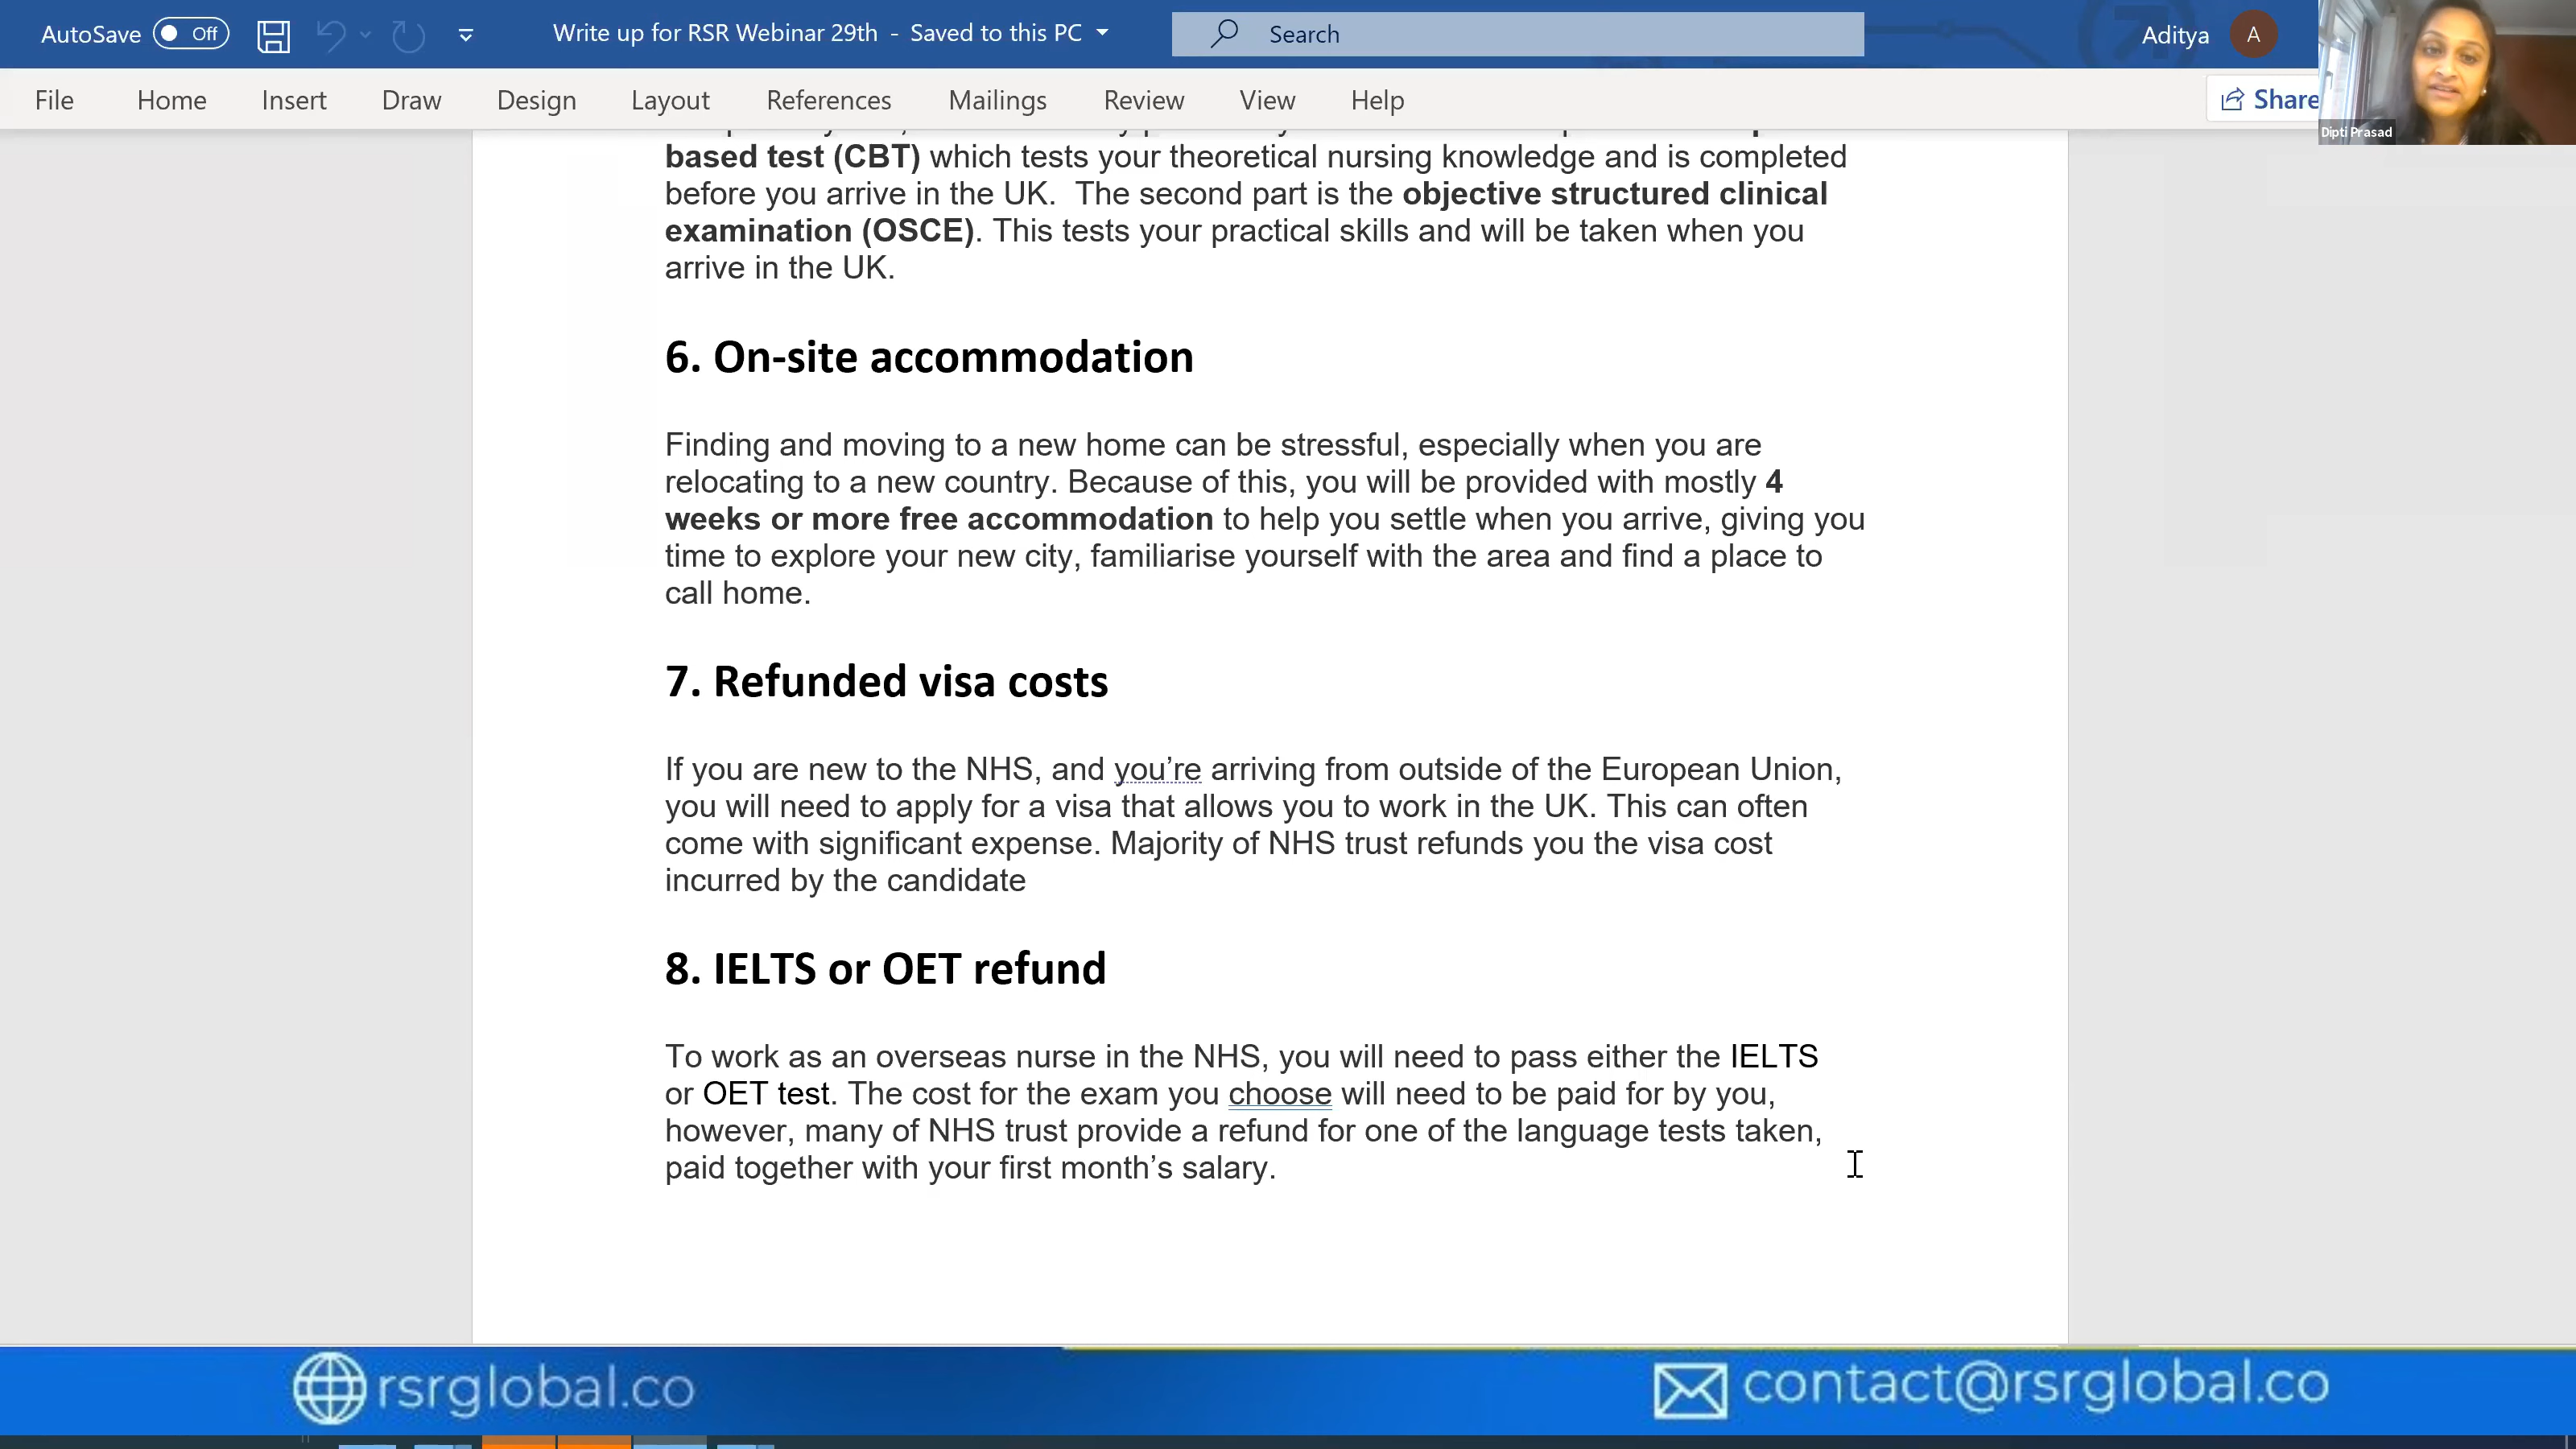 AutoSave Off
Write up for RSR Webinar 29th - Saved to this PC
Search
Aditya A
File Home Insert Draw Design Layout References Mailings Review View Help
Share
Dipti Prasad
based test (CBT) which tests your theoretical nursing knowledge and is completed
before you arrive in the UK. The second part is the objective structured clinical
examination (OSCE). This tests your practical skills and will be taken when you
arrive in the UK.
6. On-site accommodation
Finding and moving to a new home can be stressful, especially when you are
relocating to a new country. Because of this, you will be provided with mostly 4
weeks or more free accommodation to help you settle when you arrive, giving you
time to explore your new city, familiarise yourself with the area and find a place to
call home.
7. Refunded visa costs
If you are new to the NHS, and you’re arriving from outside of the European Union,
you will need to apply for a visa that allows you to work in the UK. This can often
come with significant expense. Majority of NHS trust refunds you the visa cost
incurred by the candidate
8. IELTS or OET refund
To work as an overseas nurse in the NHS, you will need to pass either the IELTS
or OET test. The cost for the exam you choose will need to be paid for by you,
however, many of NHS trust provide a refund for one of the language tests taken,
paid together with your first month’s salary.
rsrglobal.co
contact@rsrglobal.co